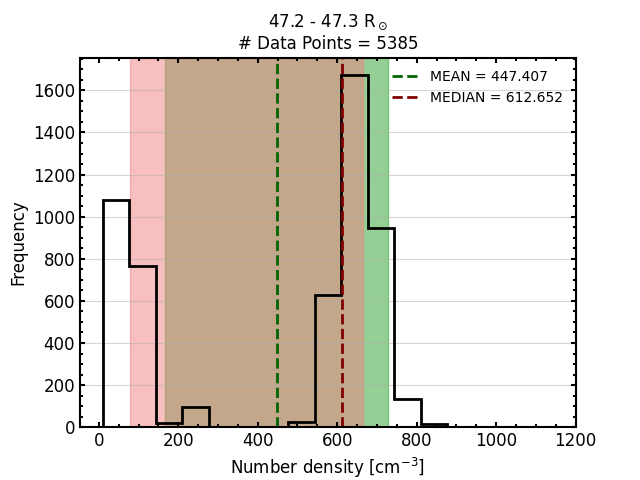 47.2 - 47.3 R⊙
# Data Points = 5385
MEAN = 447.407
MEDIAN = 612.652
Frequency
1600
1400
1200
1000
800
600
400
200
0
0 200 400 600 800 1000 1200
Number density [cm⁻³]